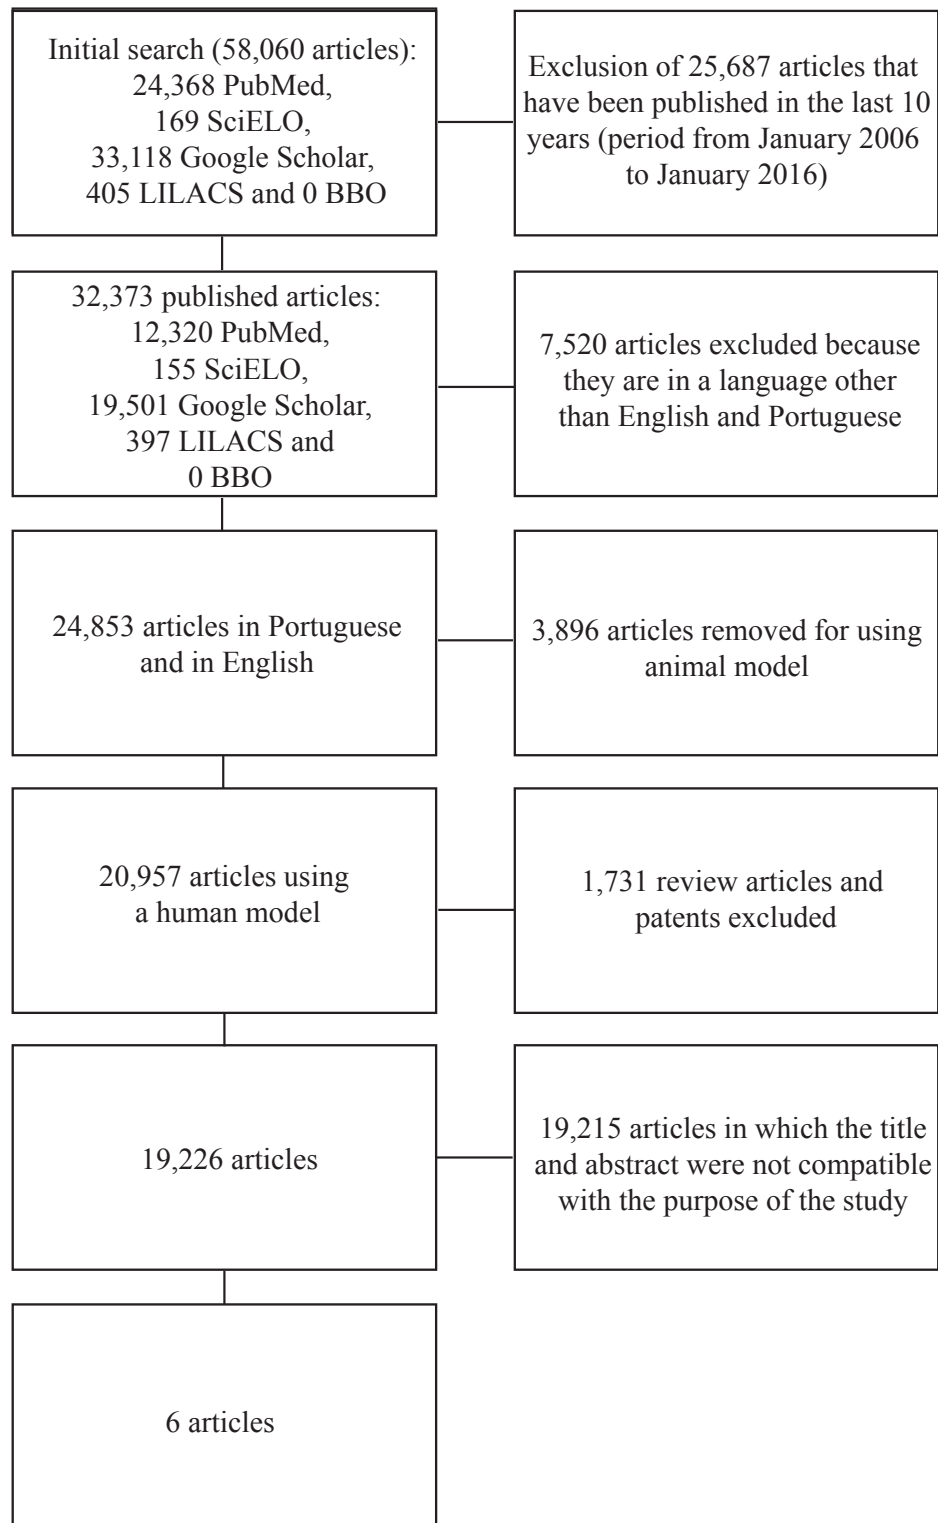 Initial search (58,060 articles):
24,368 PubMed,
169 SciELO,
33,118 Google Scholar,
405 LILACS and 0 BBO
Exclusion of 25,687 articles that
have been published in the last 10
years (period from January 2006
to January 2016)
32,373 published articles:
12,320 PubMed,
155 SciELO,
19,501 Google Scholar,
397 LILACS and
0 BBO
7,520 articles excluded because
they are in a language other
than English and Portuguese
24,853 articles in Portuguese
and in English
3,896 articles removed for using
animal model
20,957 articles using
a human model
1,731 review articles and
patents excluded
19,226 articles
19,215 articles in which the title
and abstract were not compatible
with the purpose of the study
6 articles